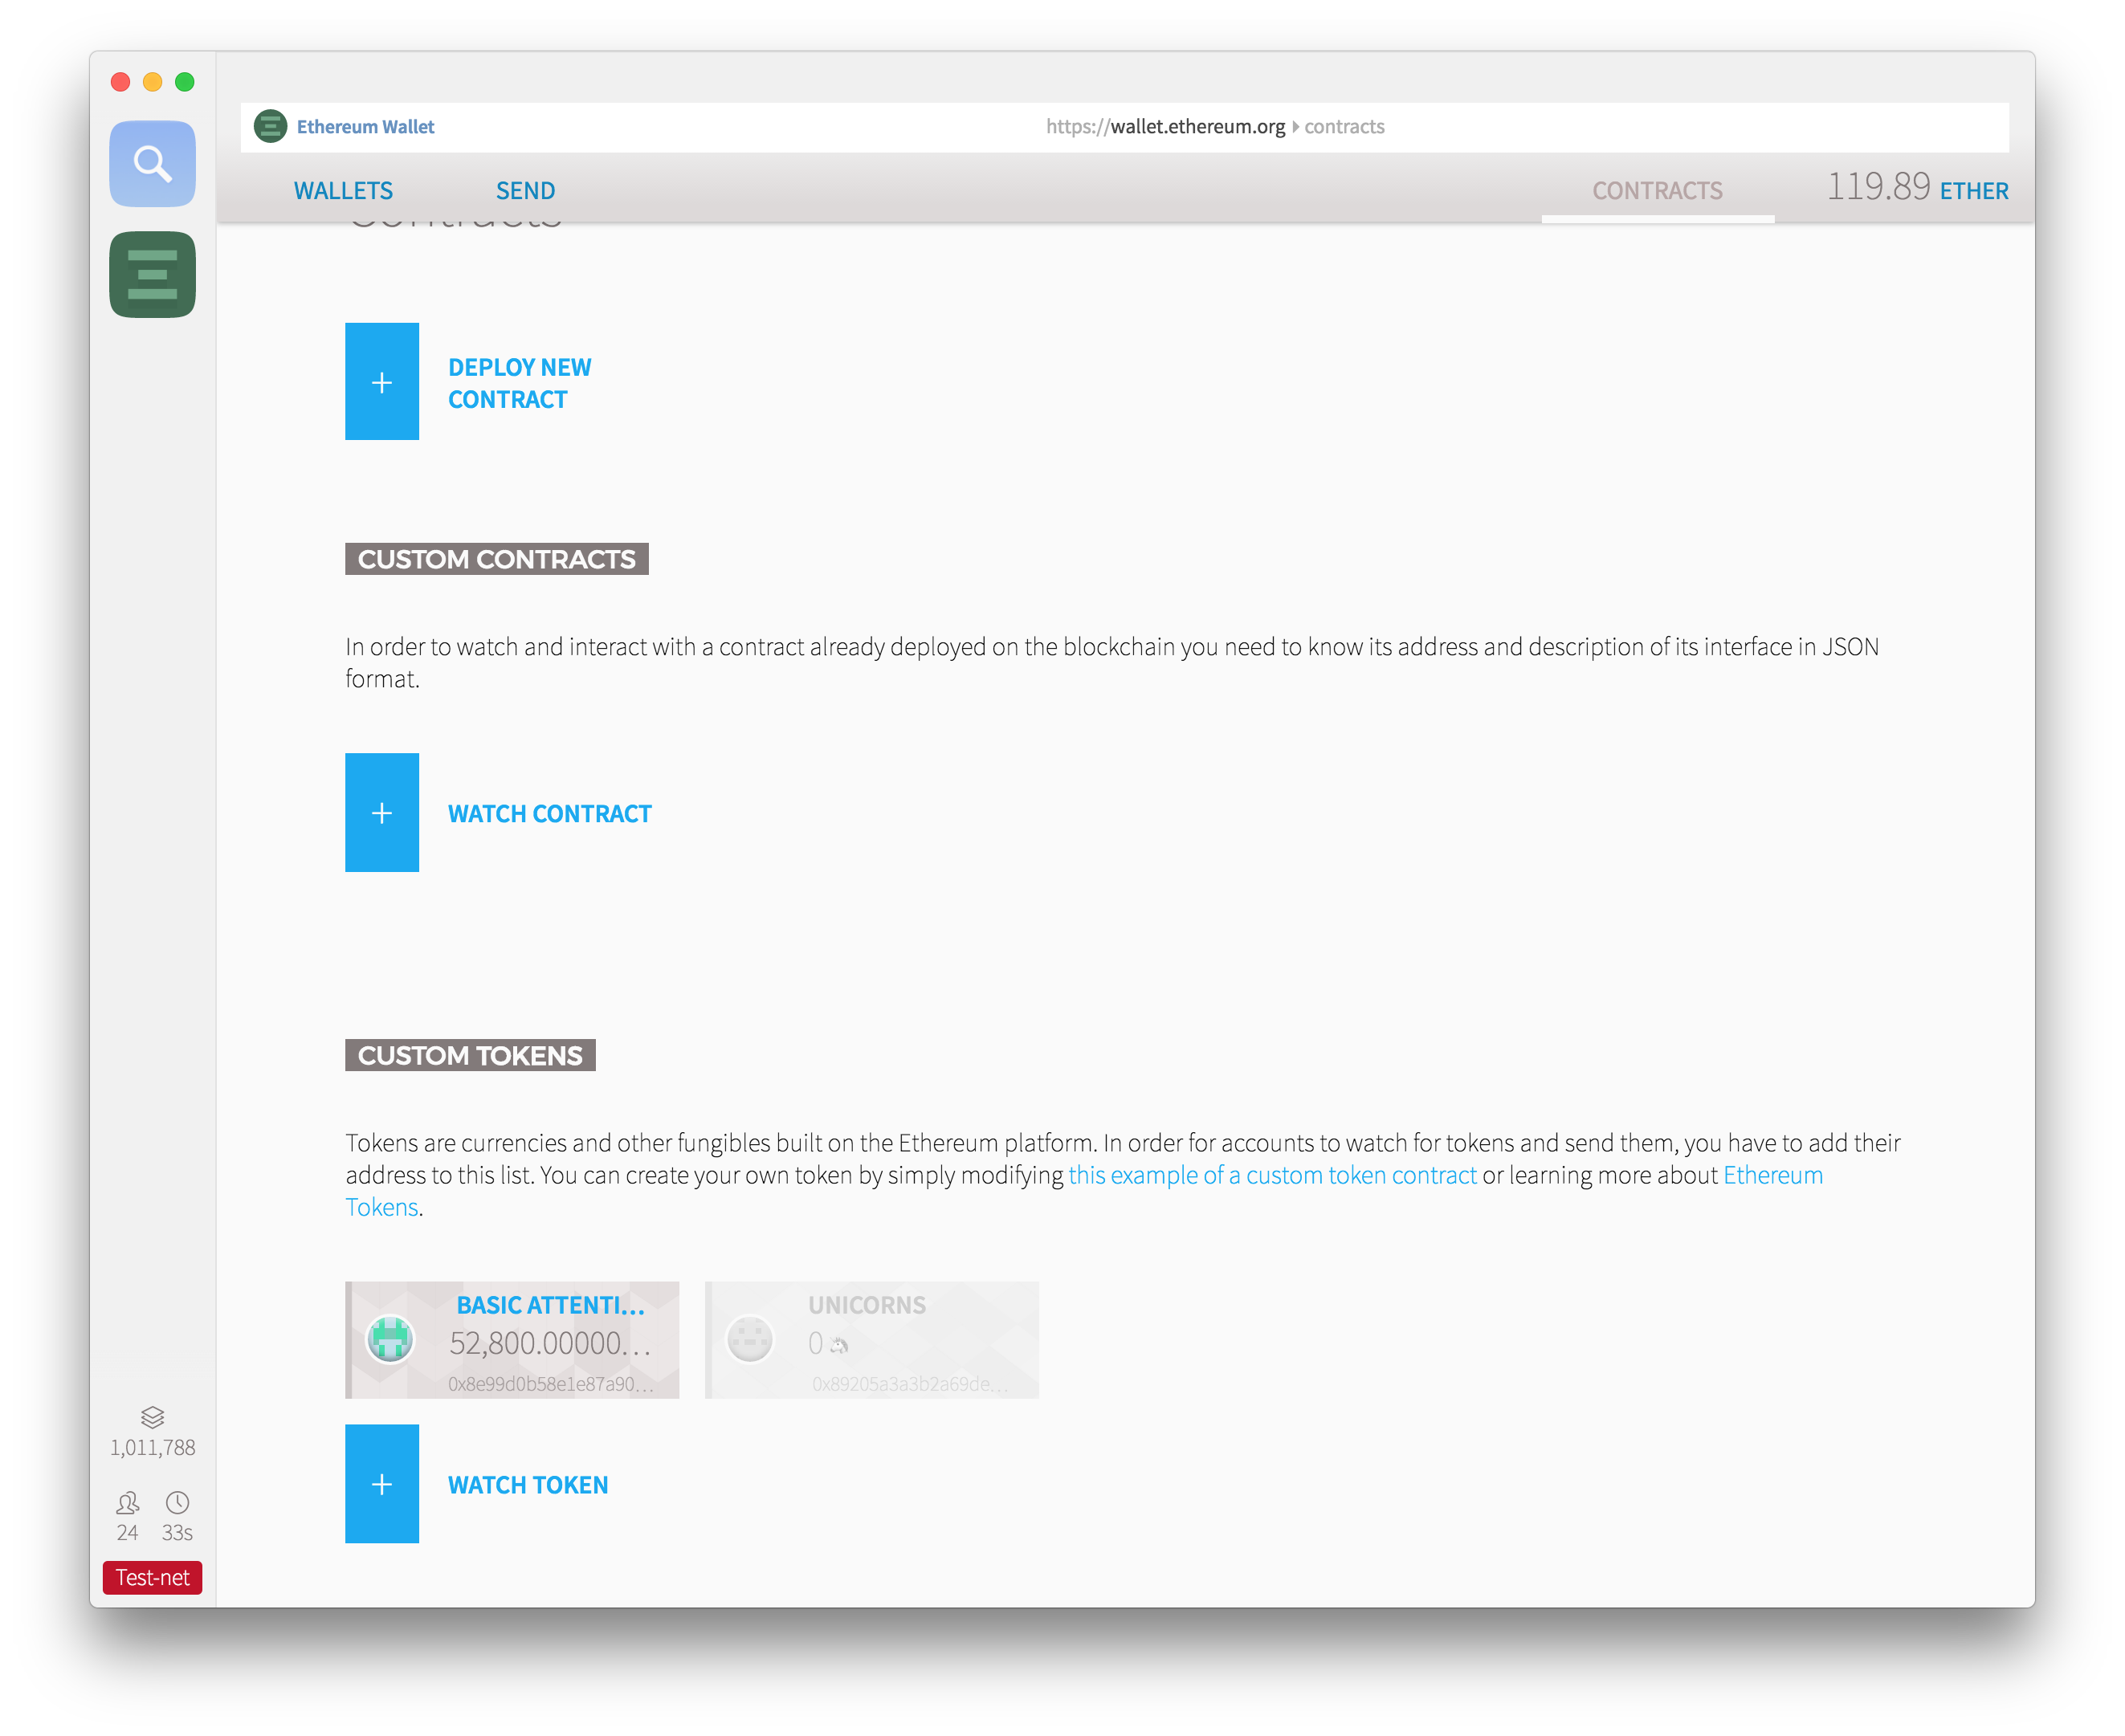 Ethereum Wallet
https://wallet.ethereum.org contracts
WALLETS
SEND
CONTRACTS
119.89 ETHER
Contracts
DEPLOY NEW
CONTRACT
CUSTOM CONTRACTS
In order to watch and interact with a contract already deployed on the blockchain you need to know its address and description of its interface in JSON
format.
WATCH CONTRACT
CUSTOM TOKENS
Tokens are currencies and other fungibles built on the Ethereum platform. In order for accounts to watch for tokens and send them, you have to add their
address to this list. You can create your own token by simply modifying this example of a custom token contract or learning more about Ethereum
Tokens.
BASIC ATTENTI...
52,800.00000...
0x8e99d0b58e1e87a90...
UNICORNS
0 🦄
0x89205a3a3b2a69de...
WATCH TOKEN
1,011,788
24
33s
Test-net